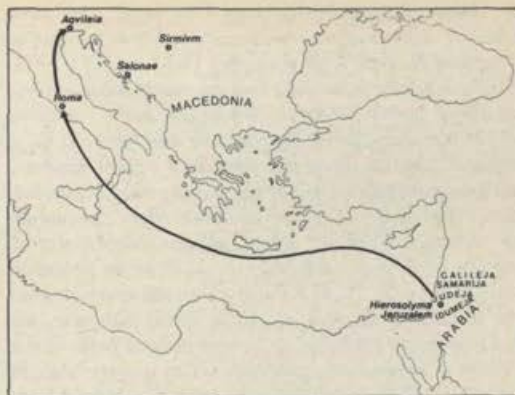 Aqvileia
Sirmivm
Salonae
Roma
MACEDONIA
GALILEJA
SAMARIJA
JUDEJA
Hierosolyma
IDUMEJA
Jeruzalem
ARABIA